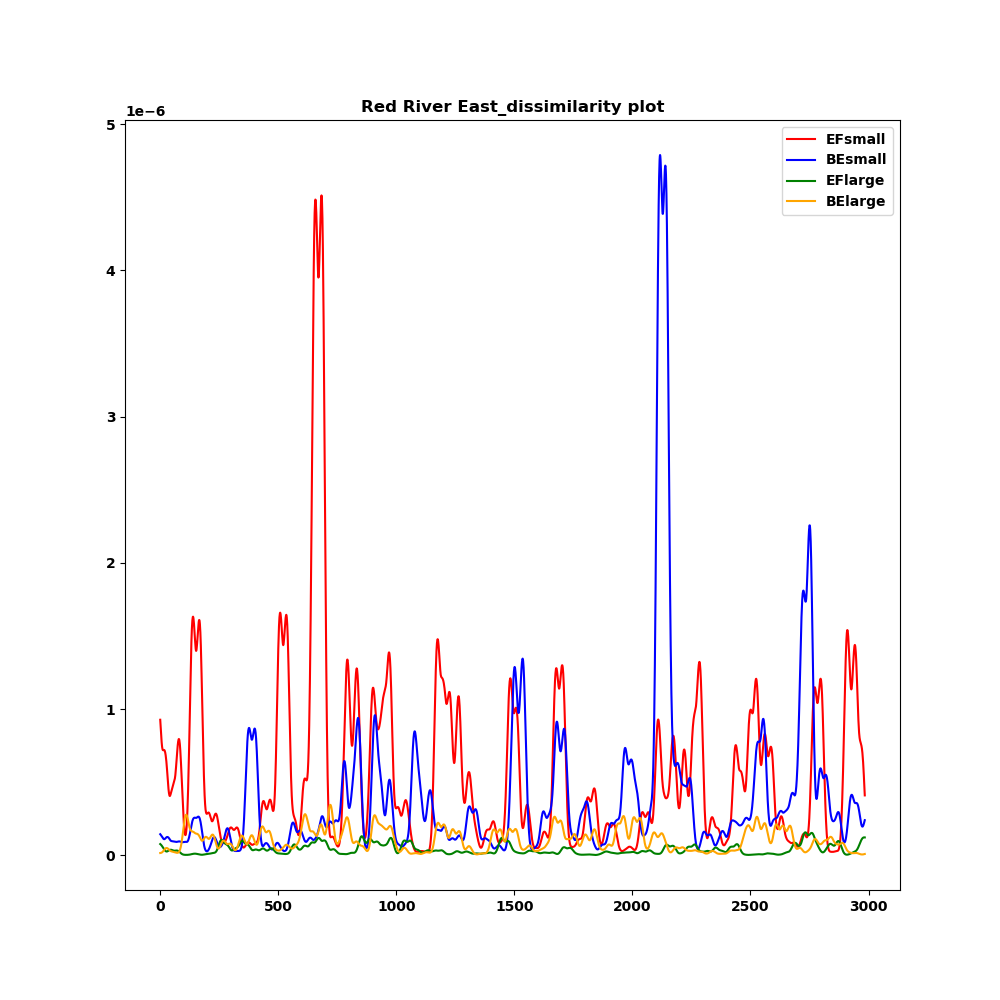 Red River East_dissimilarity plot
1e−6
5
4
3
2
1
0
EFsmall
BEsmall
EFlarge
BElarge
0 500 1000 1500 2000 2500 3000